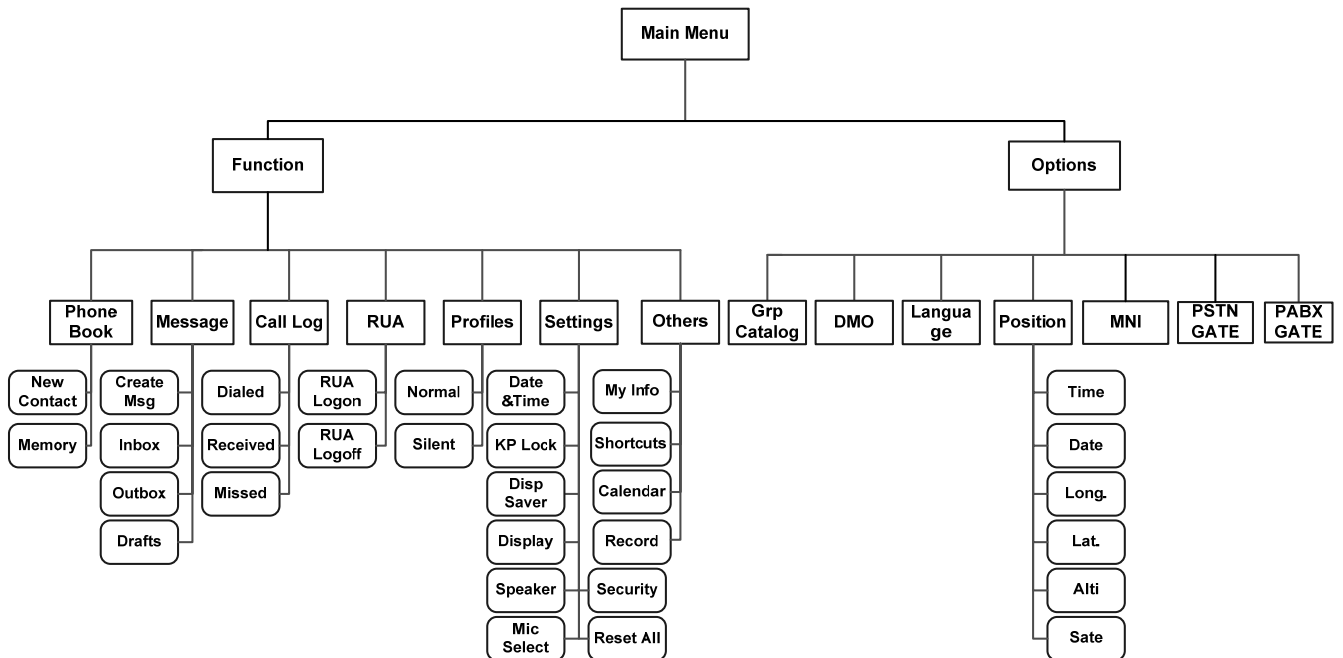 Main Menu
Function
Options
Phone
Book
Message
Call Log
RUA
Profiles
Settings
Others
Grp
Catalog
DMO
Langua
ge
Position
MNI
PSTN
GATE
PABX
GATE
New
Contact
Memory
Create
Msg
Inbox
Outbox
Drafts
Dialed
Received
Missed
RUA
Logon
RUA
Logoff
Normal
Silent
Date
&Time
KP Lock
Disp
Saver
Display
Speaker
Mic
Select
Security
Reset All
My Info
Shortcuts
Calendar
Record
Time
Date
Long.
Lat.
Alti
Sate